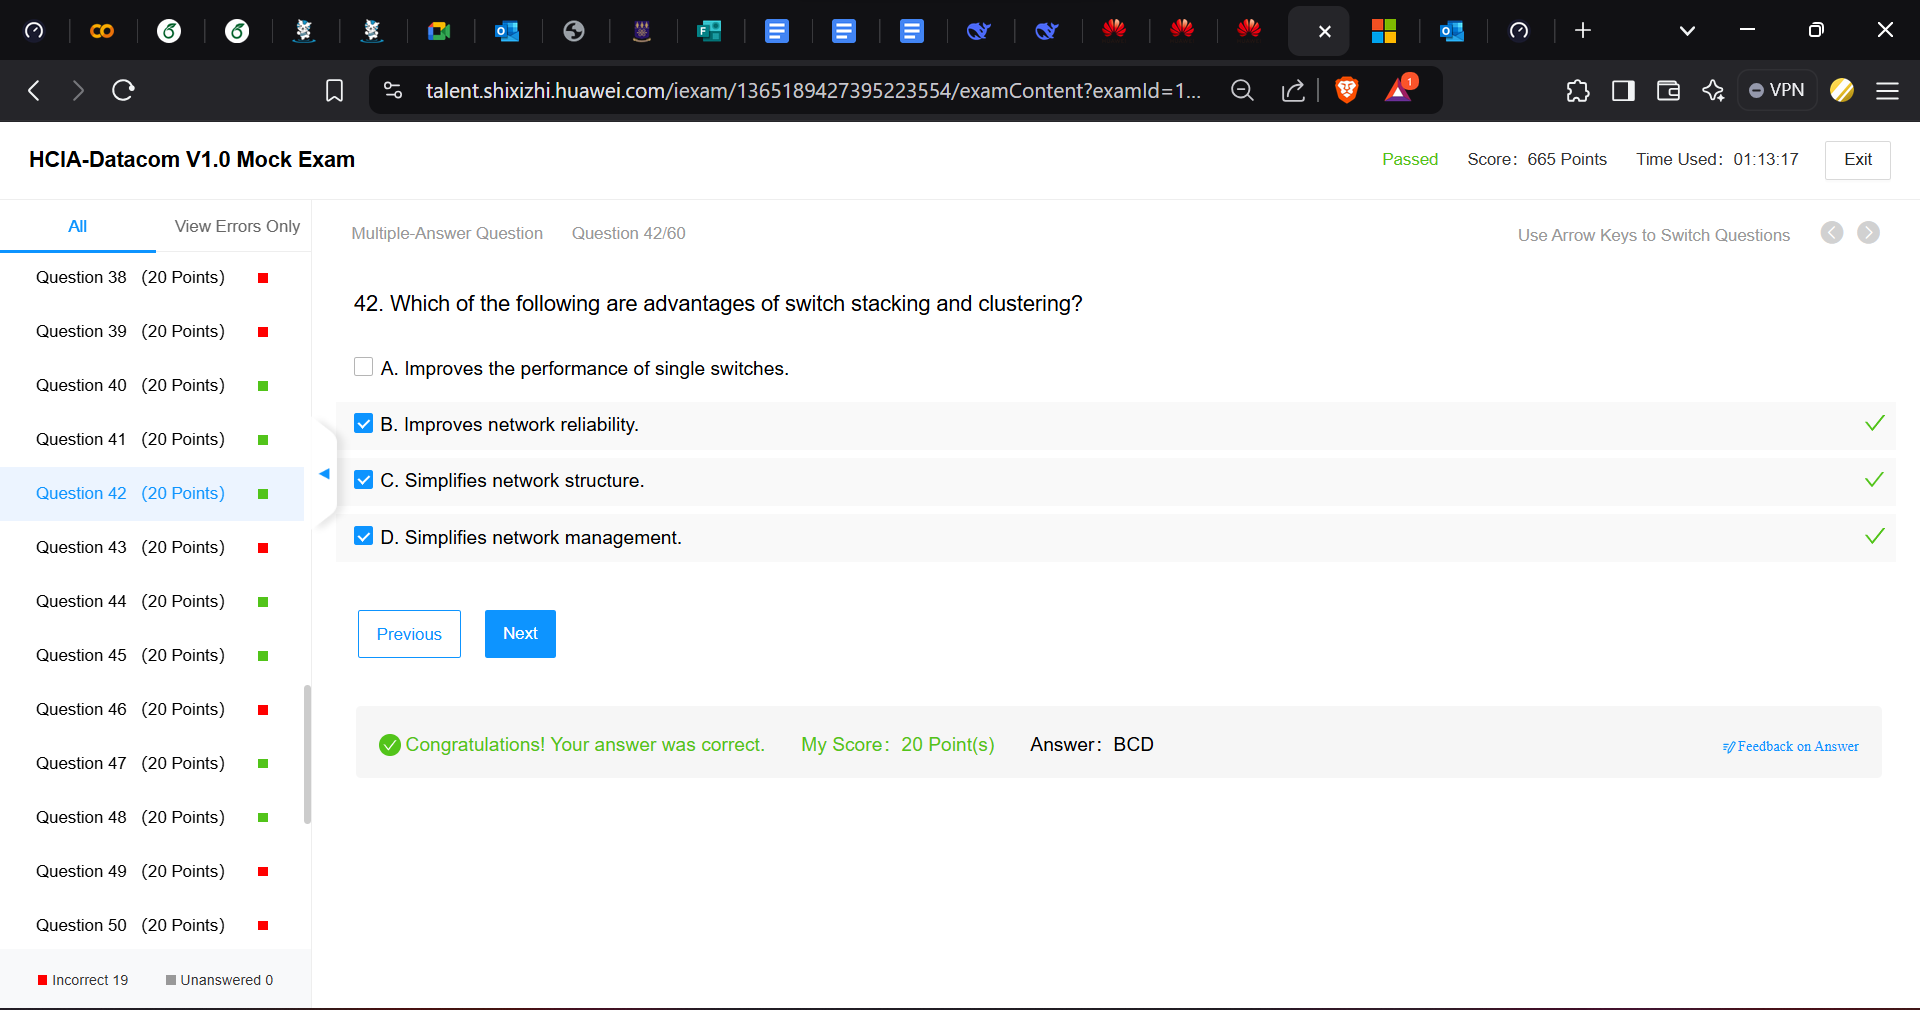 talent.shixizhi.huawei.com/iexam/1365189427395223554/examContent?examId=1...
1
VPN
HCIA-Datacom V1.0 Mock Exam
Passed
Score: 665 Points
Time Used: 01:13:17
Exit
All
View Errors Only
Multiple-Answer Question
Question 42/60
Use Arrow Keys to Switch Questions
Question 38 (20 Points)
Question 39 (20 Points)
Question 40 (20 Points)
Question 41 (20 Points)
Question 42 (20 Points)
Question 43 (20 Points)
Question 44 (20 Points)
Question 45 (20 Points)
Question 46 (20 Points)
Question 47 (20 Points)
Question 48 (20 Points)
Question 49 (20 Points)
Question 50 (20 Points)
Incorrect 19
Unanswered 0
42. Which of the following are advantages of switch stacking and clustering?
A. Improves the performance of single switches.
B. Improves network reliability.
C. Simplifies network structure.
D. Simplifies network management.
Previous
Next
Congratulations! Your answer was correct.
My Score: 20 Point(s)
Answer: BCD
Feedback on Answer